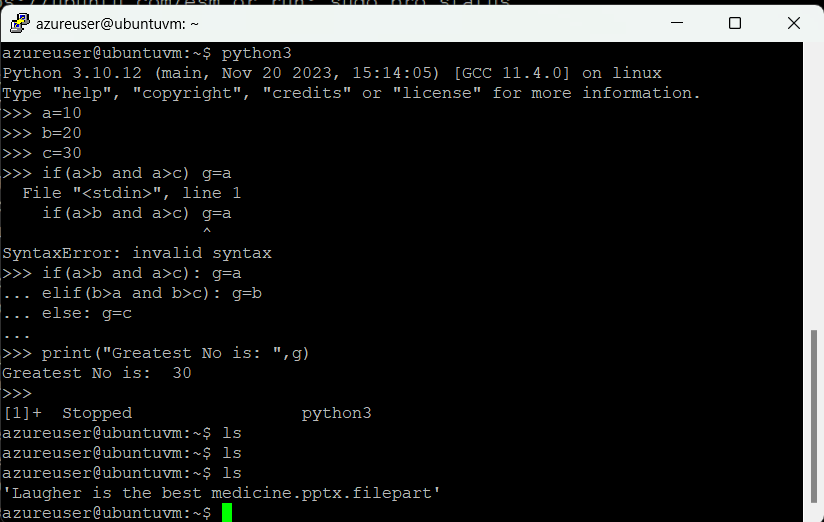 azureuser@ubuntuvm: ~
azureuser@ubuntuvm:~$ python3
Python 3.10.12 (main, Nov 20 2023, 15:14:05) [GCC 11.4.0] on linux
Type "help", "copyright", "credits" or "license" for more information.
>>> a=10
>>> b=20
>>> c=30
>>> if(a>b and a>c) g=a
  File "<stdin>", line 1
    if(a>b and a>c) g=a
                    ^
SyntaxError: invalid syntax
>>> if(a>b and a>c): g=a
... elif(b>a and b>c): g=b
... else: g=c
...
>>> print("Greatest No is: ",g)
Greatest No is:  30
>>>
[1]+  Stopped                 python3
azureuser@ubuntuvm:~$ ls
azureuser@ubuntuvm:~$ ls
azureuser@ubuntuvm:~$ ls
'Laugher is the best medicine.pptx.filepart'
azureuser@ubuntuvm:~$